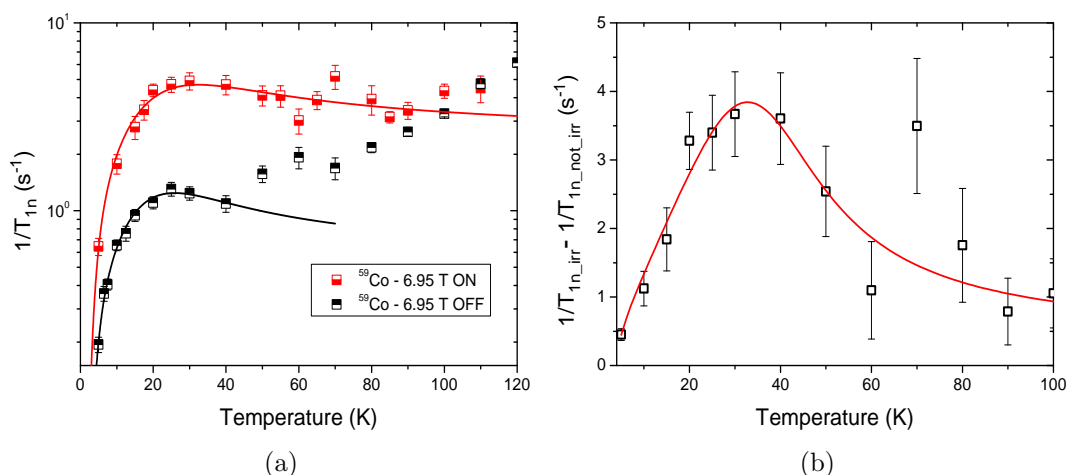 10¹
10⁰
1/T₁ₙ (s⁻¹)
⁵⁹Co - 6.95 T ON
⁵⁹Co - 6.95 T OFF
0 20 40 60 80 100 120
Temperature (K)
(a)
5
4
3
2
1
0
1/T₁ₙ_irr- 1/T₁ₙ_not_irr (s⁻¹)
20 40 60 80 100
Temperature (K)
(b)